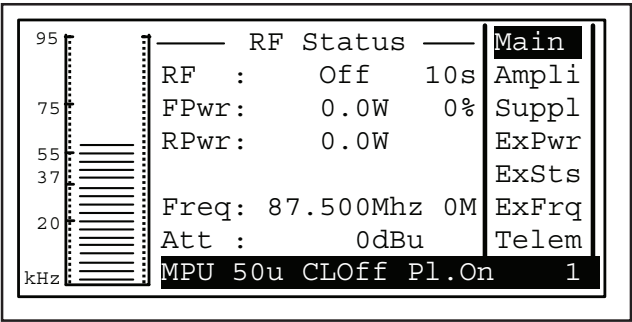 95
75
55
37
20
kHz
RF Status
RF : Off 10s
FPwr: 0.0W 0%
RPwr: 0.0W
Freq: 87.500Mhz 0M
Att : 0dBu
Main
Ampli
Suppl
ExPwr
ExSts
ExFrq
Telem
MPU 50u CLOff Pl.On 1